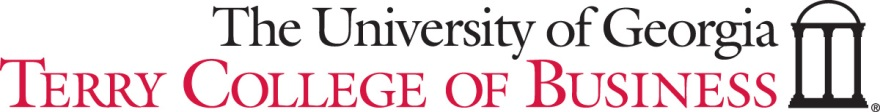 The University of Georgia
TERRY COLLEGE OF BUSINESS
®